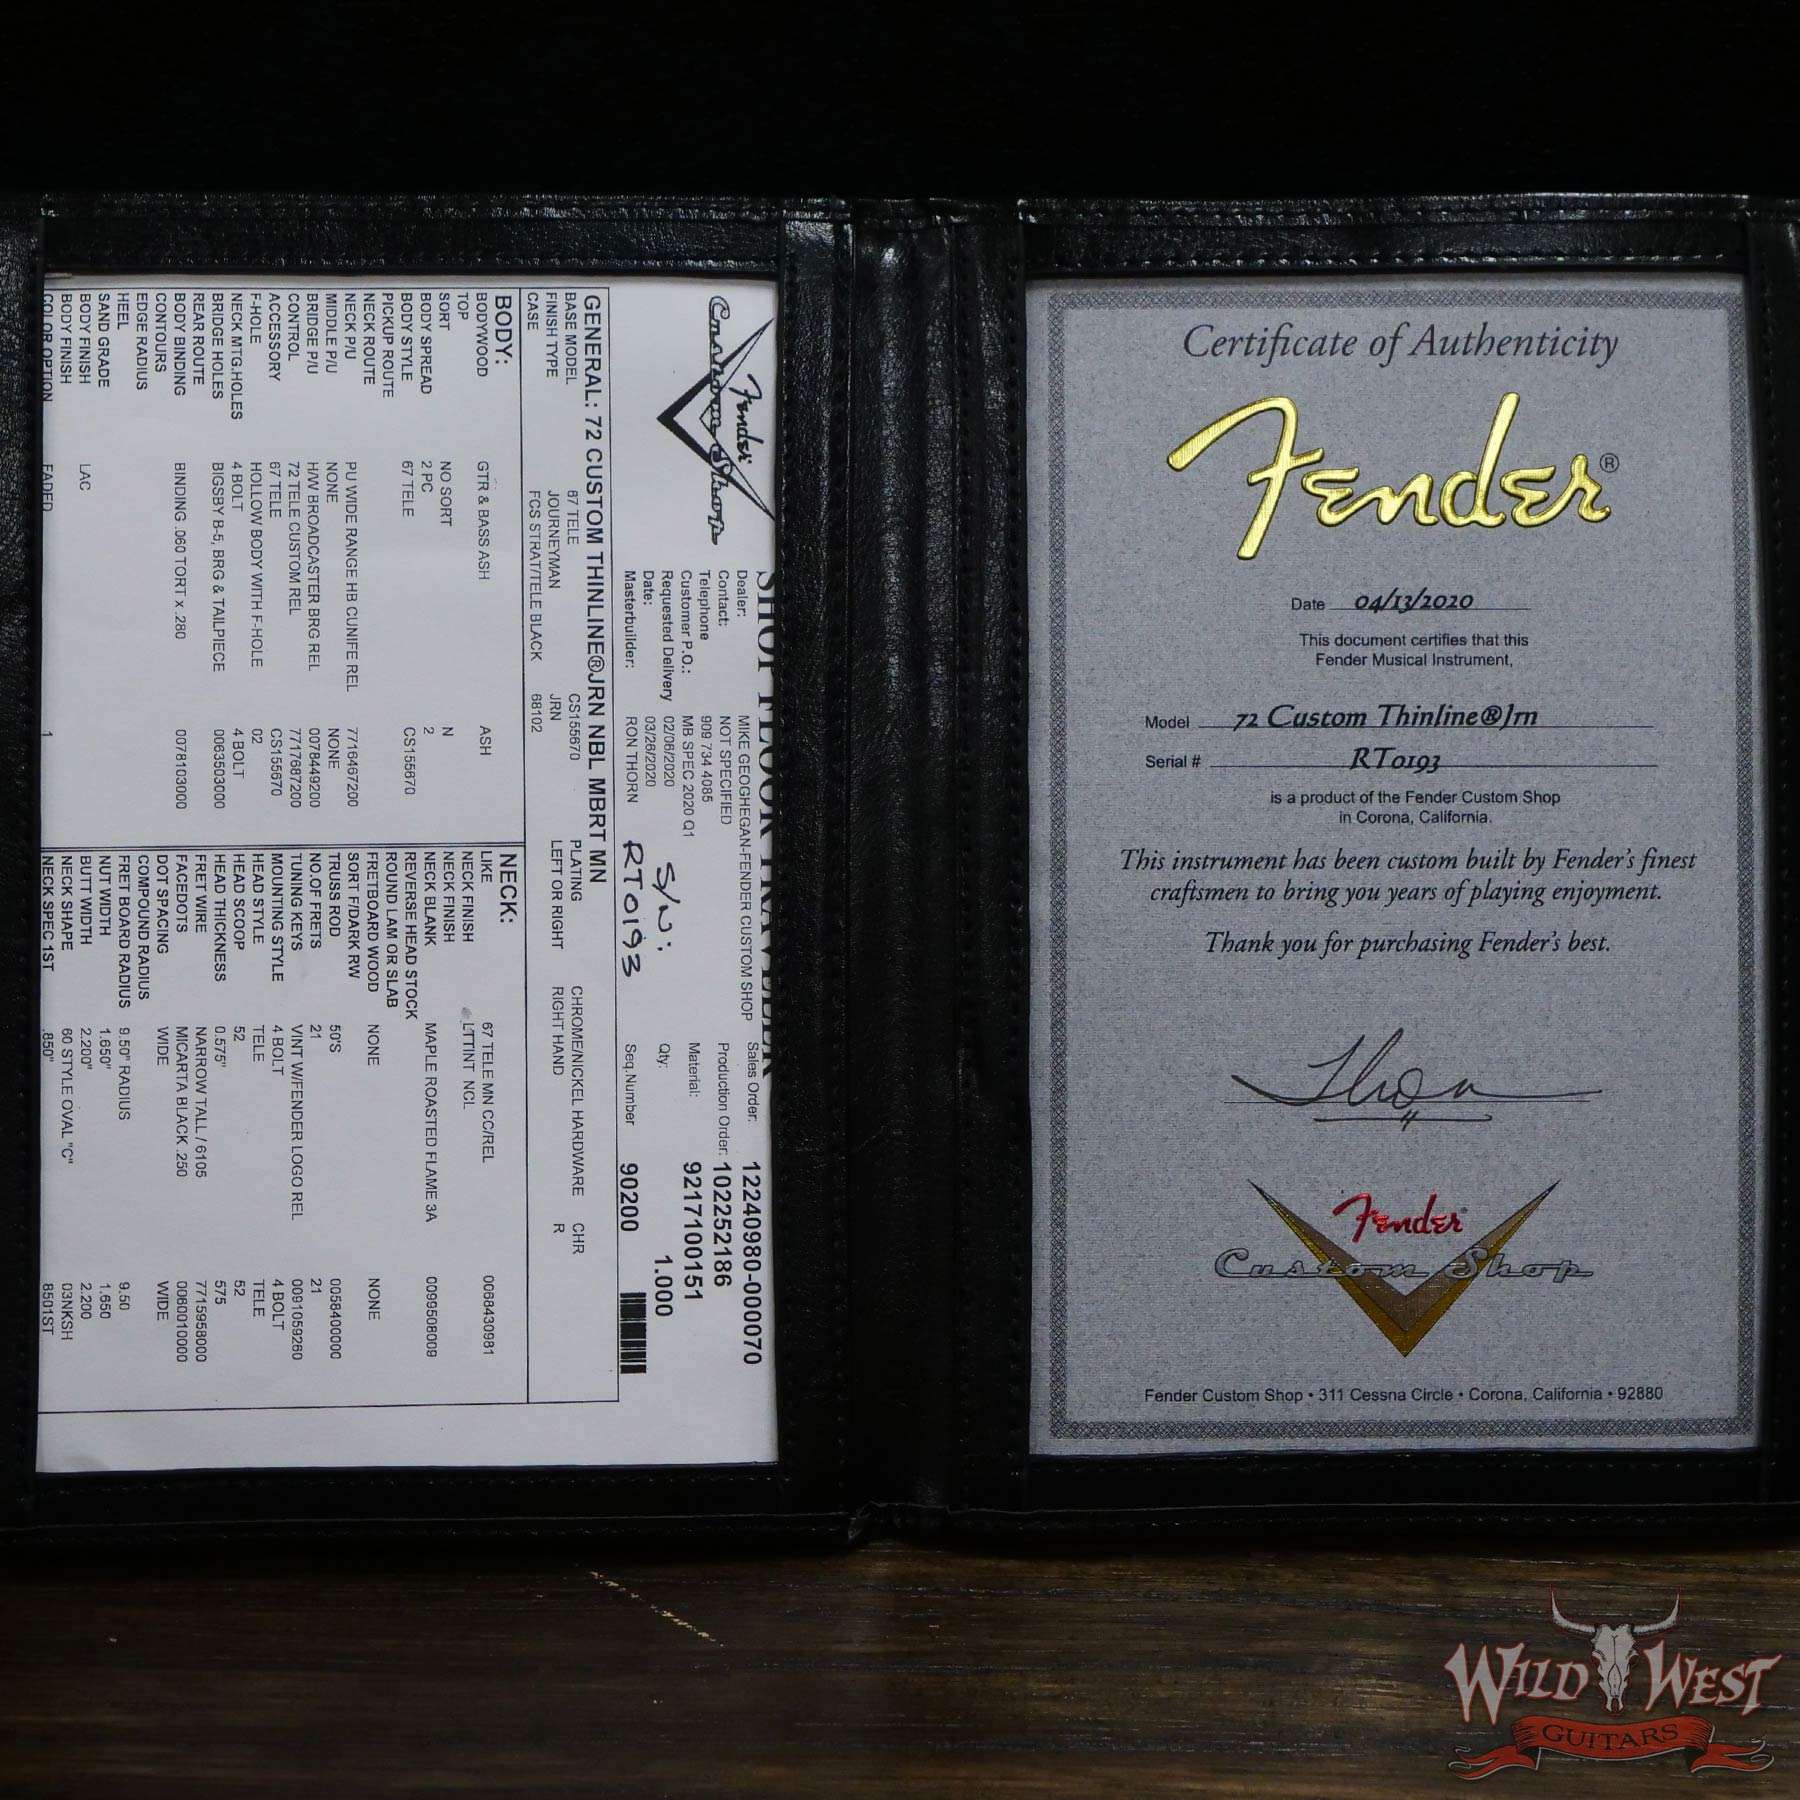 SHOP FLOOR TRAVELER
Fender
Custom Shop
Dealer: MIKE GEOGHEGAN-FENDER CUSTOM SHOP
Contact: NOT SPECIFIED
Telephone 909 734 4085
Customer P.O.: MB SPEC 2020 Q1
Requested Delivery 02/06/2020
Date: 03/26/2020
Masterbuilder: RON THORN
S/N:
RT0193
Sales Order: 12240980-000070
Production Order: 102252186
Material: 9217100151
Qty: 1.000
Seq.Number 90200
GENERAL: 72 CUSTOM THINLINE®JRN NBL MBRT MN
BASE MODEL 67 TELE CS155670 PLATING CHROME/NICKEL HARDWARE CHR
FINISH TYPE JOURNEYMAN JRN LEFT OR RIGHT RIGHT HAND R
CASE FCS STRAT/TELE BLACK 68102
BODY:
BODYWOOD GTR & BASS ASH ASH
TOP
SORT NO SORT N
BODY SPREAD 2 PC 2
BODY STYLE 67 TELE CS155670
PICKUP ROUTE
NECK ROUTE
NECK P/U PU WIDE RANGE HB CUNIFE REL 7716467200
MIDDLE P/U NONE NONE
BRIDGE P/U H/W BROADCASTER BRG REL 0078449200
CONTROL 72 TELE CUSTOM REL 7717687200
ACCESSORY 67 TELE CS155670
F-HOLE HOLLOW BODY WITH F-HOLE 02
NECK MTG.HOLES 4 BOLT 4 BOLT
BRIDGE HOLES BIGSBY B-5, BRG & TAILPIECE 0063503000
REAR ROUTE
BODY BINDING BINDING .060 TORT x .280 0078103000
CONTOURS
EDGE RADIUS
HEEL
SAND GRADE
BODY FINISH LAC
BODY FINISH
COLOR OPTION FADED 1
NECK:
LIKE 67 TELE MN CC/REL 0068430981
NECK FINISH LTTINT NCL
NECK FINISH
NECK BLANK MAPLE ROASTED FLAME 3A 0099508009
REVERSE HEAD STOCK
ROUND LAM OR SLAB
FRETBOARD WOOD NONE NONE
SORT F/DARK RW
TRUSS ROD 50'S 0058400000
NO.OF FRETS 21 21
TUNING KEYS VINT W/FENDER LOGO REL 0091059260
MOUNTING STYLE 4 BOLT 4 BOLT
HEAD STYLE TELE TELE
HEAD SCOOP 52 52
HEAD THICKNESS 0.575" 575
FRET WIRE NARROW TALL / 6105 7715958000
FACEDOTS MICARTA BLACK .250 0080010000
DOT SPACING WIDE WIDE
COMPOUND RADIUS
FRET BOARD RADIUS 9.50" RADIUS 9.50
NUT WIDTH 1.650" 1.650
BUTT WIDTH 2.200" 2.200
NECK SHAPE 60 STYLE OVAL "C" 03NKSH
NECK SPEC 1ST .850" 8501ST
Certificate of Authenticity
Fender®
Date 04/13/2020
This document certifies that this
Fender Musical Instrument,
Model 72 Custom Thinline®Jrn
Serial # RT0193
is a product of the Fender Custom Shop
in Corona, California.
This instrument has been custom built by Fender's finest
craftsmen to bring you years of playing enjoyment.
Thank you for purchasing Fender's best.
Thorn
Fender
Custom Shop
Fender Custom Shop • 311 Cessna Circle • Corona, California • 92880
WILD WEST
GUITARS